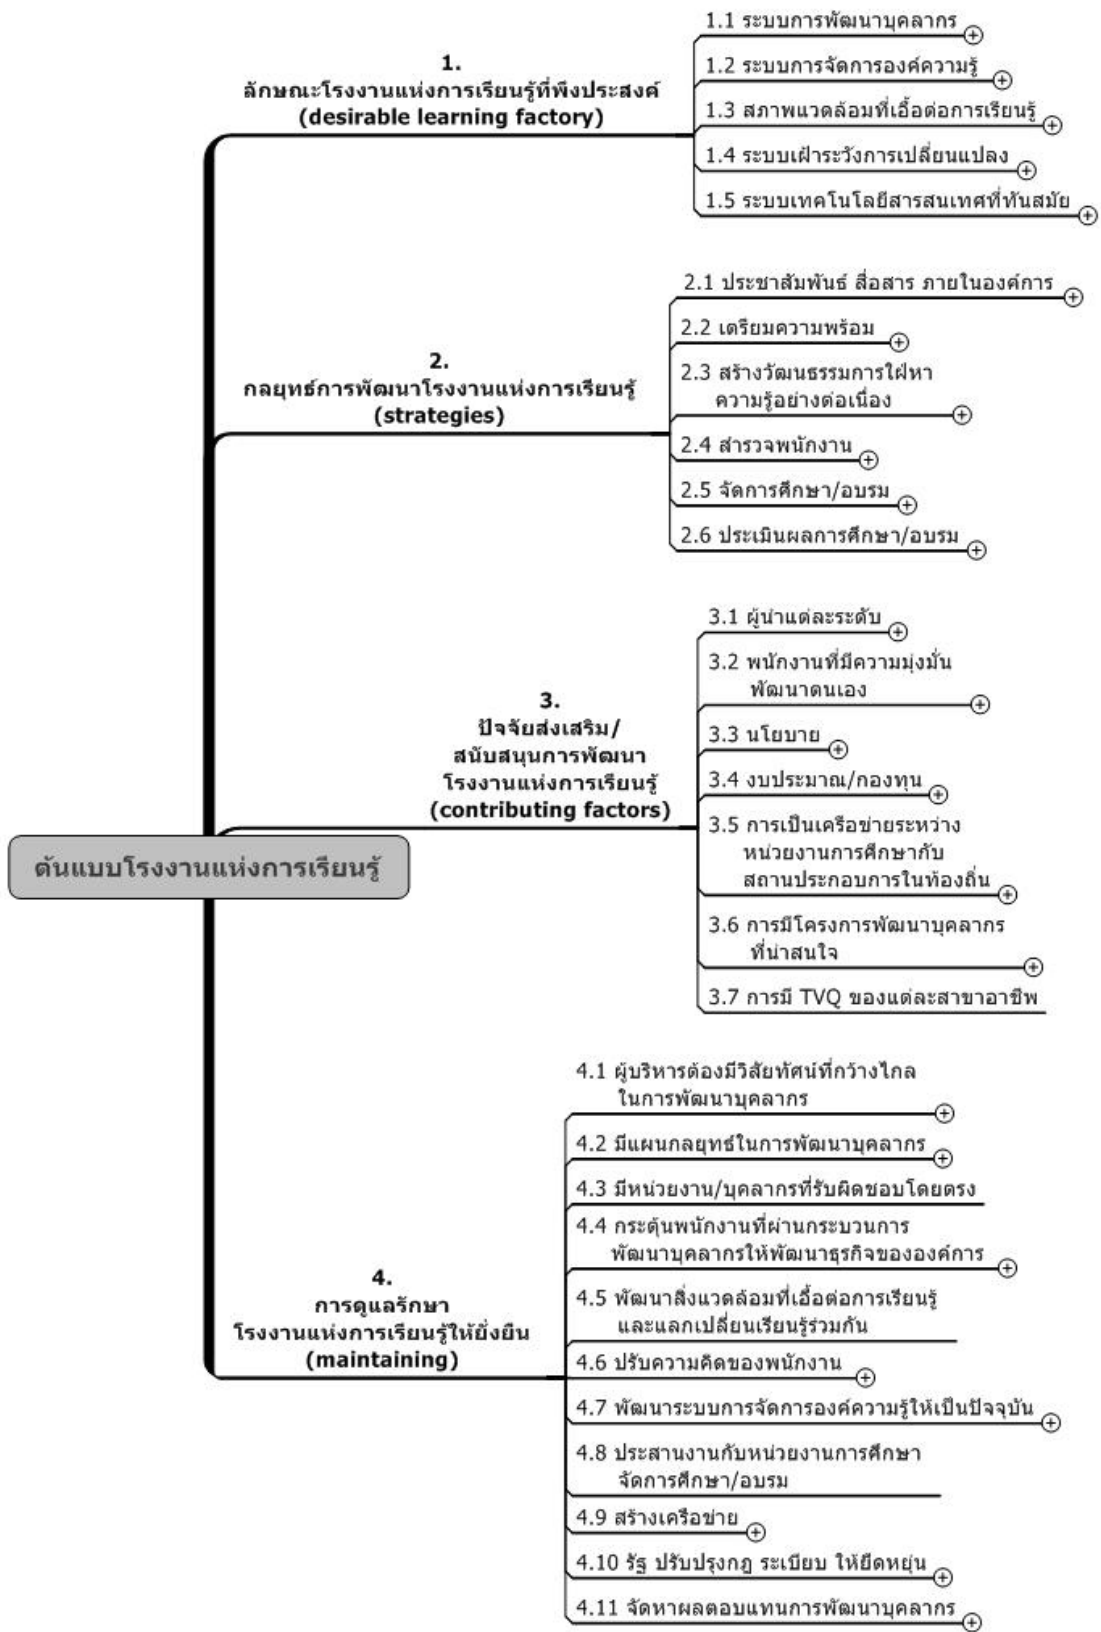 1.
ลักษณะโรงงานแห่งการเรียนรู้ที่พึงประสงค์
(desirable learning factory)
1.1 ระบบการพัฒนาบุคลากร
1.2 ระบบการจัดการองค์ความรู้
1.3 สภาพแวดล้อมที่เอื้อต่อการเรียนรู้
1.4 ระบบเฝ้าระวังการเปลี่ยนแปลง
1.5 ระบบเทคโนโลยีสารสนเทศที่ทันสมัย
2.
กลยุทธ์การพัฒนาโรงงานแห่งการเรียนรู้
(strategies)
2.1 ประชาสัมพันธ์ สื่อสาร ภายในองค์การ
2.2 เตรียมความพร้อม
2.3 สร้างวัฒนธรรมการใฝ่หา
ความรู้อย่างต่อเนื่อง
2.4 สำรวจพนักงาน
2.5 จัดการศึกษา/อบรม
2.6 ประเมินผลการศึกษา/อบรม
3.
ปัจจัยส่งเสริม/
สนับสนุนการพัฒนา
โรงงานแห่งการเรียนรู้
(contributing factors)
3.1 ผู้นำแต่ละระดับ
3.2 พนักงานที่มีความมุ่งมั่น
พัฒนาตนเอง
3.3 นโยบาย
3.4 งบประมาณ/กองทุน
3.5 การเป็นเครือข่ายระหว่าง
หน่วยงานการศึกษากับ
สถานประกอบการในท้องถิ่น
3.6 การมีโครงการพัฒนาบุคลากร
ที่น่าสนใจ
3.7 การมี TVQ ของแต่ละสาขาอาชีพ
ต้นแบบโรงงานแห่งการเรียนรู้
4.
การดูแลรักษา
โรงงานแห่งการเรียนรู้ให้ยั่งยืน
(maintaining)
4.1 ผู้บริหารต้องมีวิสัยทัศน์ที่กว้างไกล
ในการพัฒนาบุคลากร
4.2 มีแผนกลยุทธ์ในการพัฒนาบุคลากร
4.3 มีหน่วยงาน/บุคลากรที่รับผิดชอบโดยตรง
4.4 กระตุ้นพนักงานที่ผ่านกระบวนการ
พัฒนาบุคลากรให้พัฒนาธุรกิจขององค์การ
4.5 พัฒนาสิ่งแวดล้อมที่เอื้อต่อการเรียนรู้
และแลกเปลี่ยนเรียนรู้ร่วมกัน
4.6 ปรับความคิดของพนักงาน
4.7 พัฒนาระบบการจัดการองค์ความรู้ให้เป็นปัจจุบัน
4.8 ประสานงานกับหน่วยงานการศึกษา
จัดการศึกษา/อบรม
4.9 สร้างเครือข่าย
4.10 รัฐ ปรับปรุงกฎ ระเบียบ ให้ยืดหยุ่น
4.11 จัดหาผลตอบแทนการพัฒนาบุคลากร